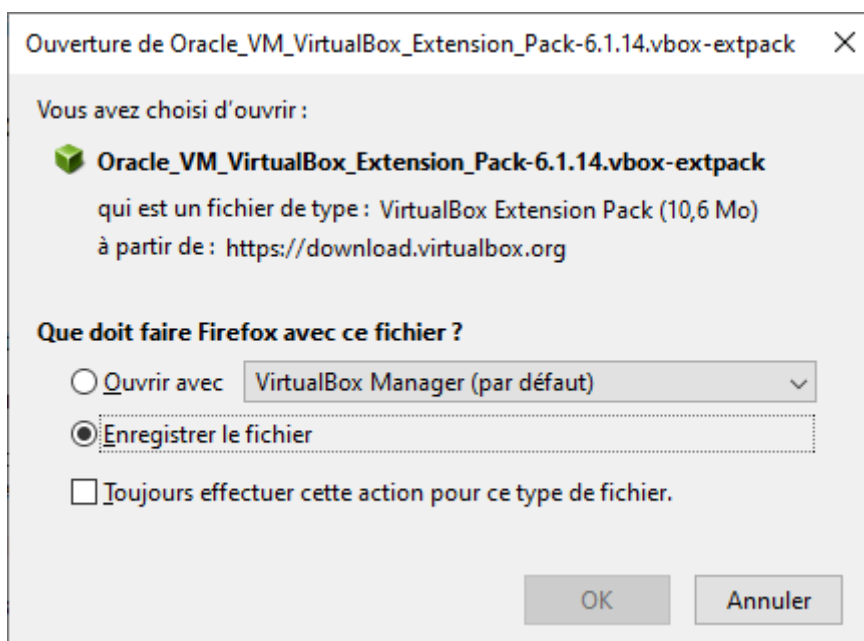 Ouverture de Oracle_VM_VirtualBox_Extension_Pack-6.1.14.vbox-extpack
Vous avez choisi d’ouvrir :
Oracle_VM_VirtualBox_Extension_Pack-6.1.14.vbox-extpack
qui est un fichier de type : VirtualBox Extension Pack (10,6 Mo)
à partir de : https://download.virtualbox.org
Que doit faire Firefox avec ce fichier ?
Ouvrir avec VirtualBox Manager (par défaut)
Enregistrer le fichier
Toujours effectuer cette action pour ce type de fichier.
OK Annuler